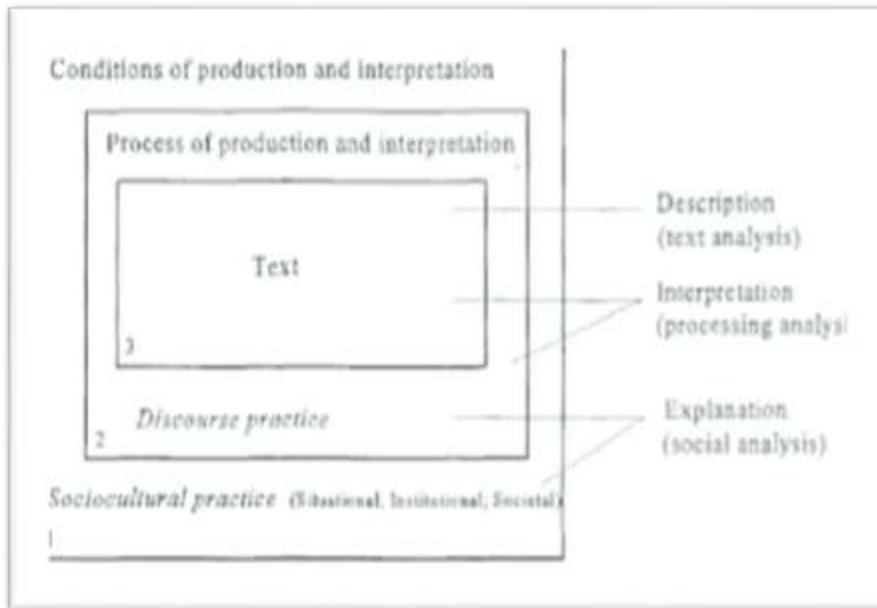 Conditions of production and interpretation
Process of production and interpretation
Description
(text analysis)
Text
Interpretation
(processing analysi
3
Discourse practice
Explanation
(social analysis)
2
Sociocultural practice (Situational, Institutional, Societal)
1